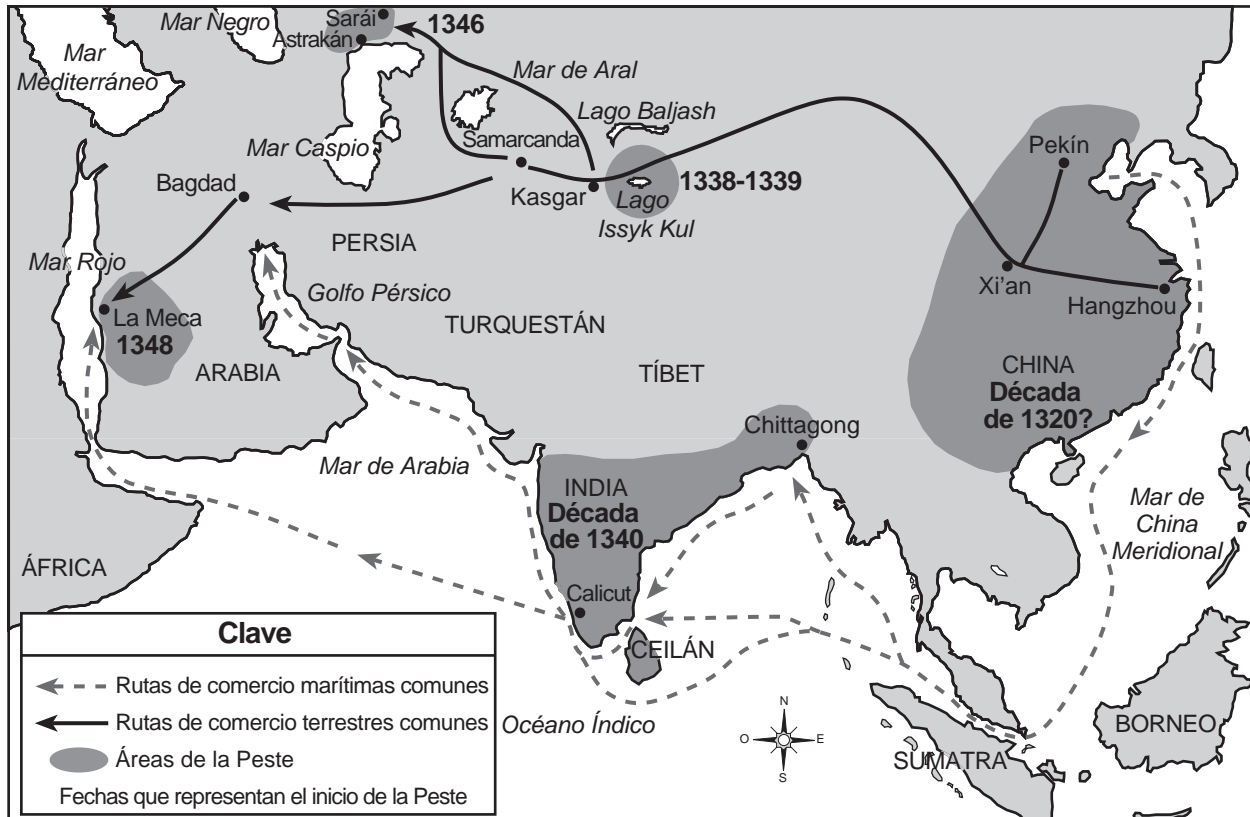 Mar Negro
Sarái
1346
Astrakán
Mar
Mediterráneo
Mar de Aral
Lago Baljash
Samarcanda
Mar Caspio
Pekín
Bagdad
Kasgar
1338-1339
Lago
Issyk Kul
PERSIA
Mar Rojo
Golfo Pérsico
Xi'an
Hangzhou
La Meca
1348
TURQUESTÁN
ARABIA
TÍBET
CHINA
Década
de 1320?
Chittagong
Mar de Arabia
INDIA
Década
de 1340
Mar de
China
Meridional
ÁFRICA
Calicut
CEILÁN
Clave
Rutas de comercio marítimas comunes
Rutas de comercio terrestres comunes
Áreas de la Peste
Fechas que representan el inicio de la Peste
Océano Índico
N
O
E
S
SUMATRA
BORNEO